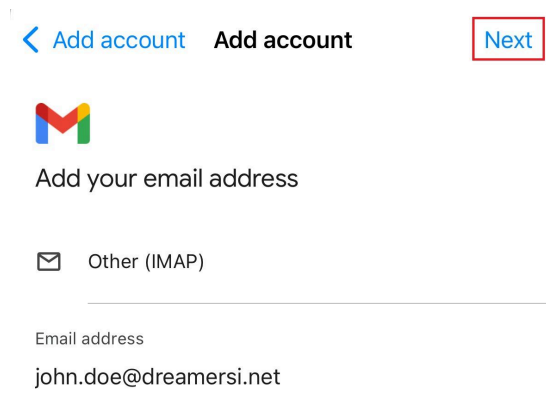 Add account Add account Next
Add your email address
Other (IMAP)
Email address
john.doe@dreamersi.net